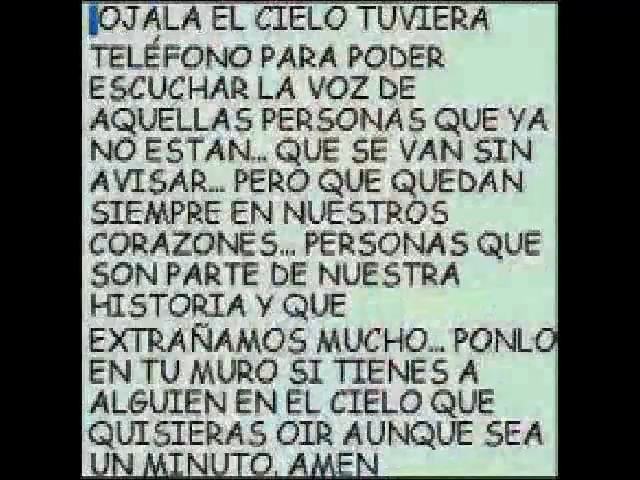 OJALA EL CIELO TUVIERA
TELÉFONO PARA PODER
ESCUCHAR LA VOZ DE
AQUELLAS PERSONAS QUE YA
NO ESTAN... QUE SE VAN SIN
AVISAR... PERO QUE QUEDAN
SIEMPRE EN NUESTROS
CORAZONES... PERSONAS QUE
SON PARTE DE NUESTRA
HISTORIA Y QUE
EXTRAÑAMOS MUCHO... PONLO
EN TU MURO SI TIENES A
ALGUIEN EN EL CIELO QUE
QUISIERAS OIR AUNQUE SEA
UN MINUTO. AMEN